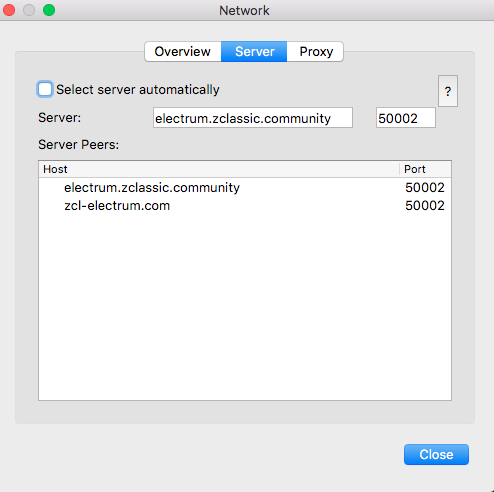 Network
Overview Server Proxy
Select server automatically
?
Server: electrum.zclassic.community 50002
Server Peers:
Host Port
electrum.zclassic.community 50002
zcl-electrum.com 50002
Close